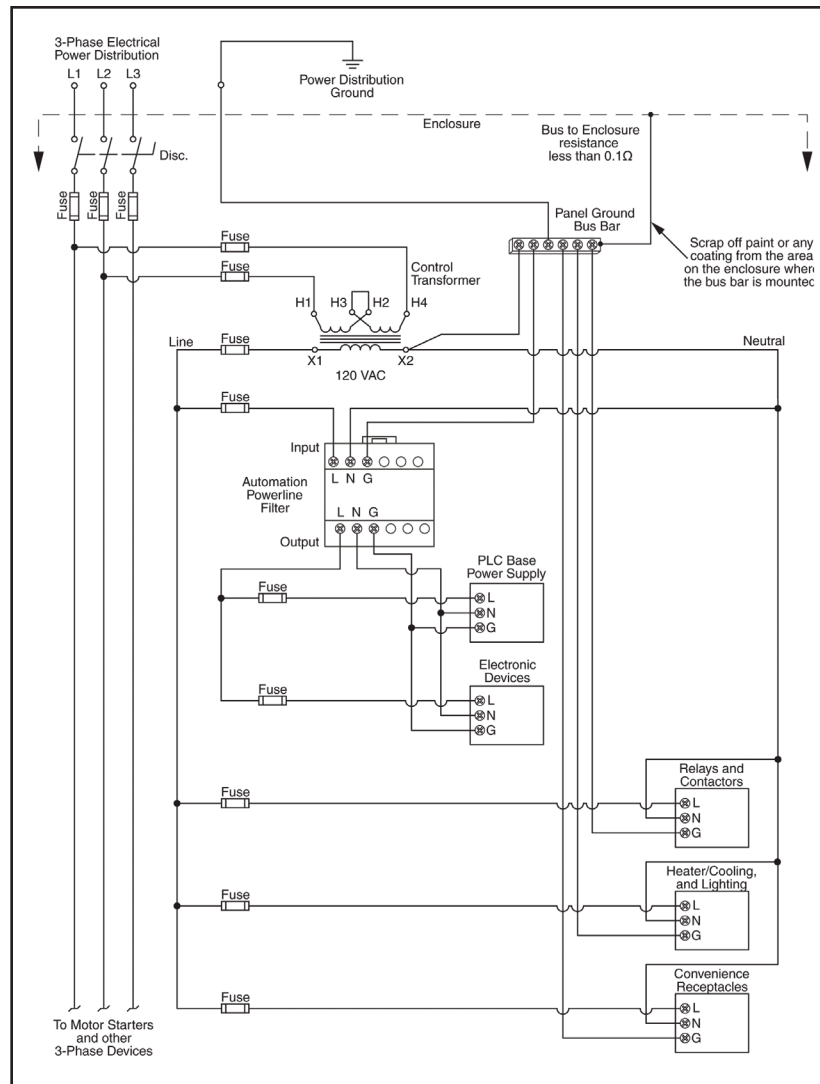 3-Phase Electrical
Power Distribution
L1 L2 L3
Power Distribution
Ground
Enclosure
Bus to Enclosure
resistance
less than 0.1Ω
Disc.
Fuse Fuse Fuse
Panel Ground
Bus Bar
Scrap off paint or any
coating from the area
on the enclosure where
the bus bar is mounted
Fuse
Fuse
Control
Transformer
H1 H3 H2 H4
Line
Fuse
Neutral
X1 X2
120 VAC
Fuse
Input
L N G
Automation
Powerline
Filter
L N G
Output
PLC Base
Power Supply
Fuse
L
N
G
Electronic
Devices
Fuse
L
N
G
Relays and
Contactors
Fuse
L
N
G
Heater/Cooling,
and Lighting
Fuse
L
N
G
Convenience
Receptacles
Fuse
L
N
G
To Motor Starters
and other
3-Phase Devices